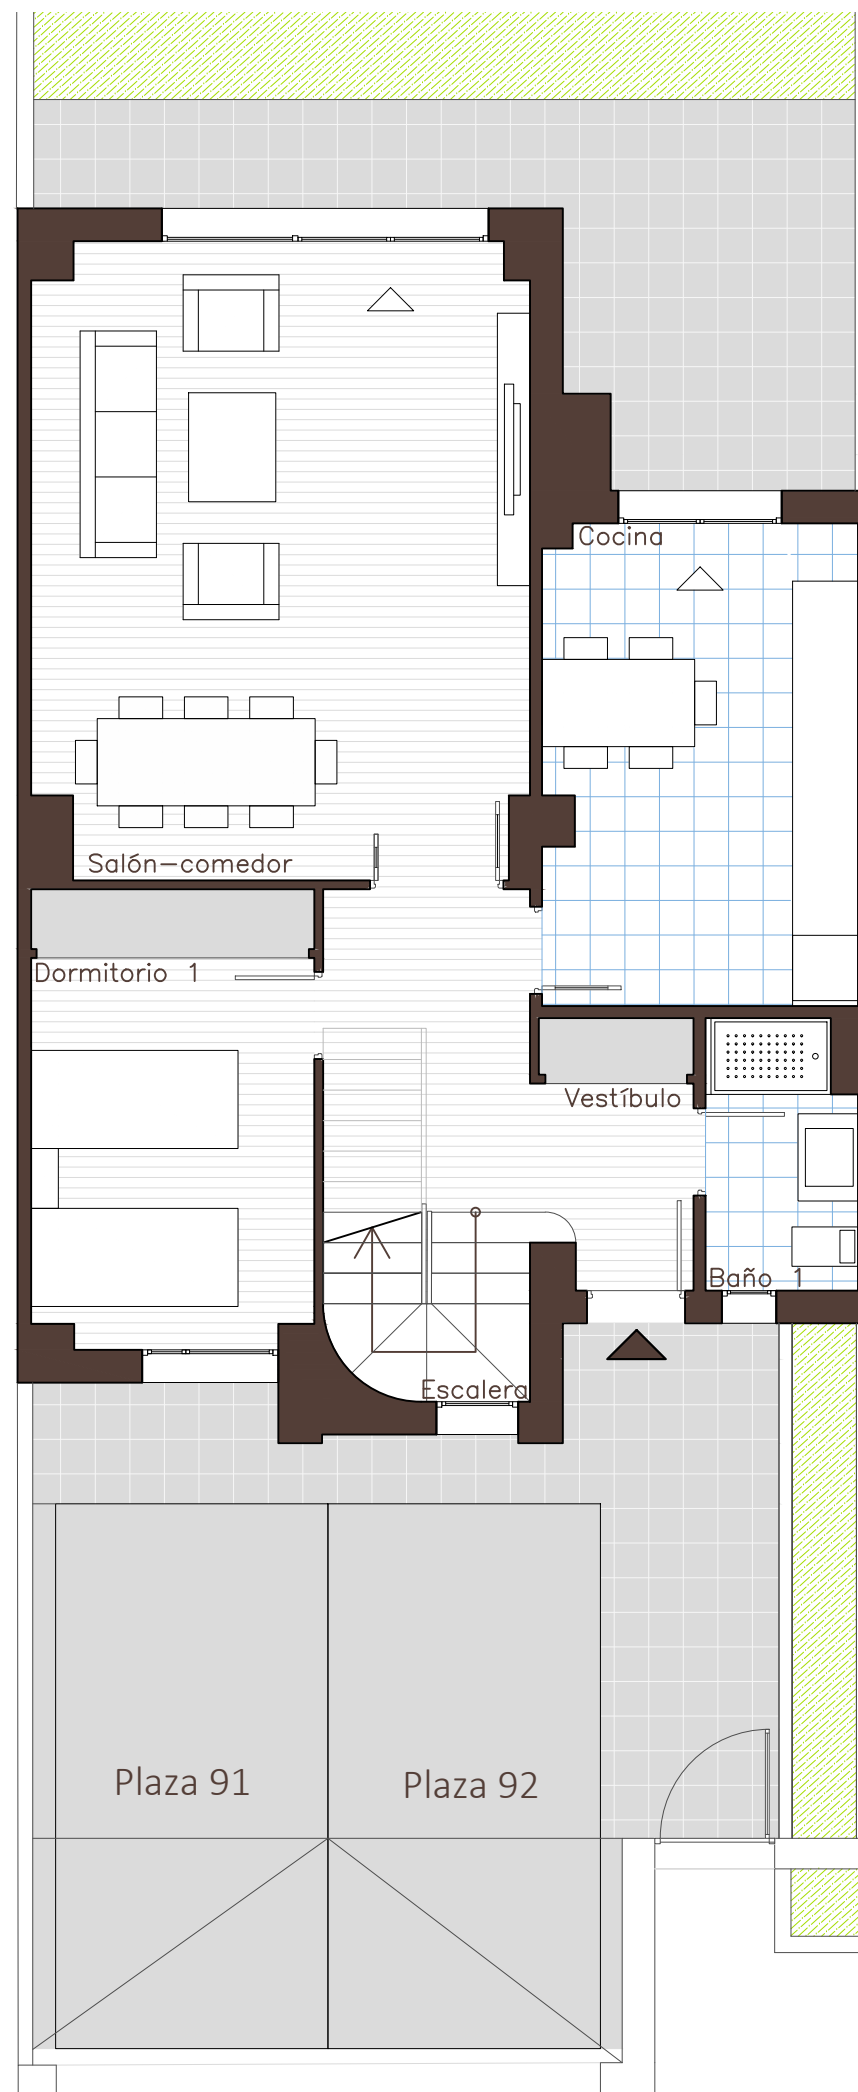 Cocina
Salón-comedor
Dormitorio 1
Vestíbulo
Baño 1
Escalera
Plaza 91
Plaza 92